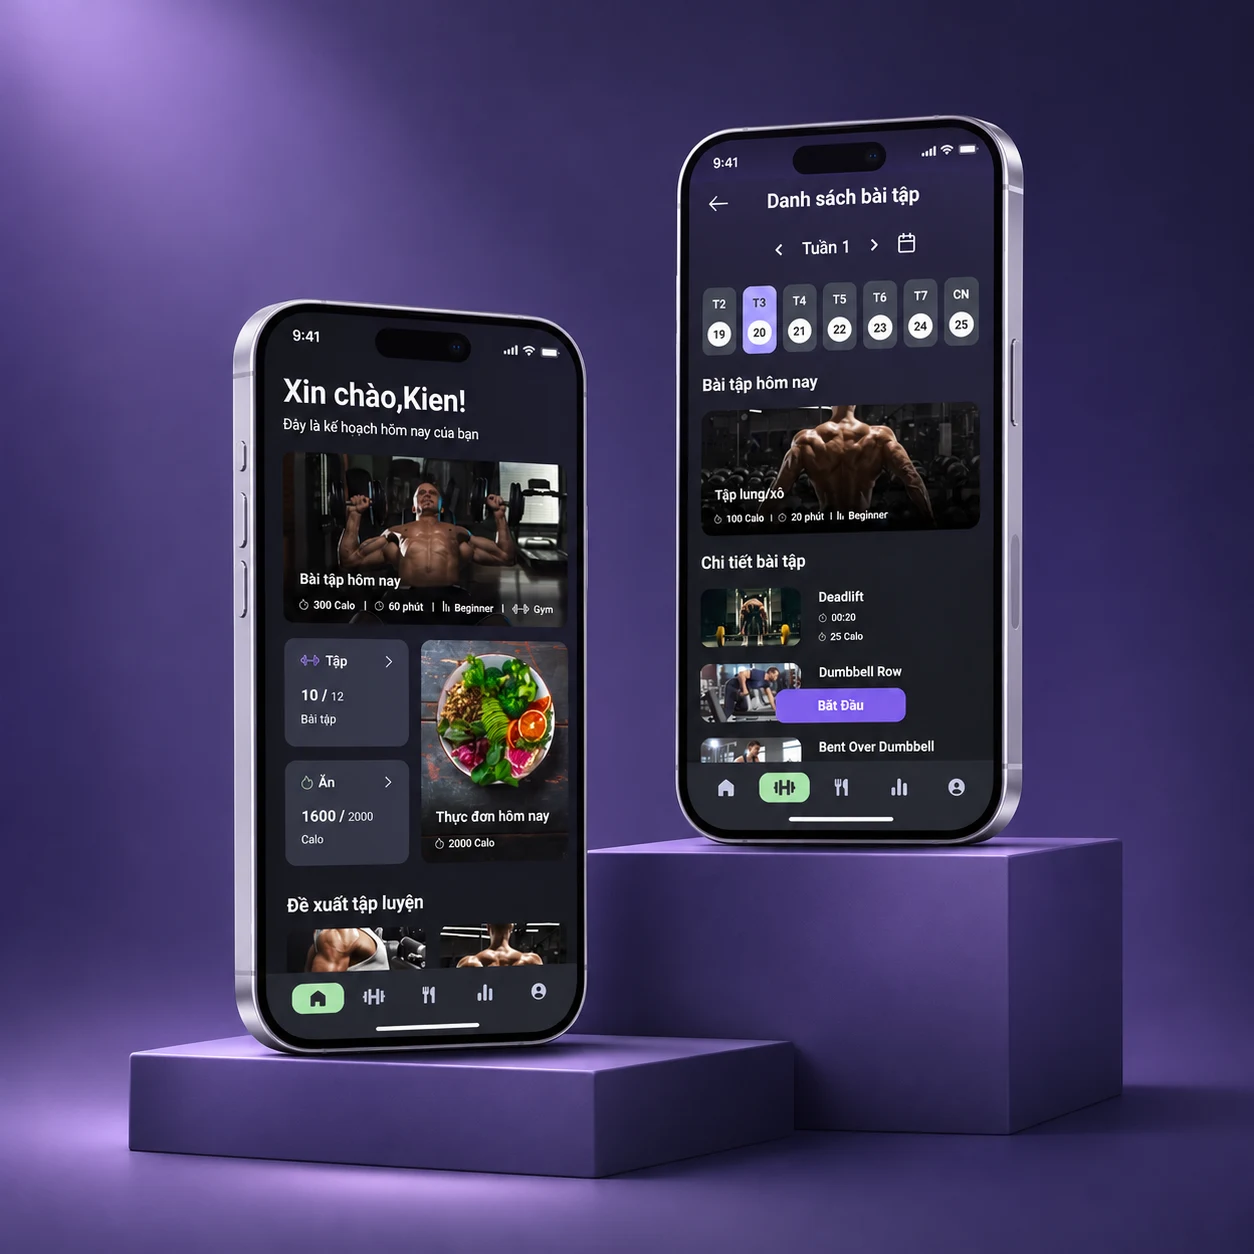 9:41
Xin chào,Kien!
Đây là kế hoạch hôm nay của bạn
Bài tập hôm nay
300 Calo | 60 phút | Beginner | Gym
Tập
10 / 12
Bài tập
Ăn
1600 / 2000
Calo
Thực đơn hôm nay
2000 Calo
Đề xuất tập luyện
9:41
Danh sách bài tập
Tuần 1
T2 T3 T4 T5 T6 T7 CN
19 20 21 22 23 24 25
Bài tập hôm nay
Tập lung/xô
100 Calo | 20 phút | Beginner
Chi tiết bài tập
Deadlift
00:20
25 Calo
Dumbbell Row
Băt Đầu
Bent Over Dumbbell